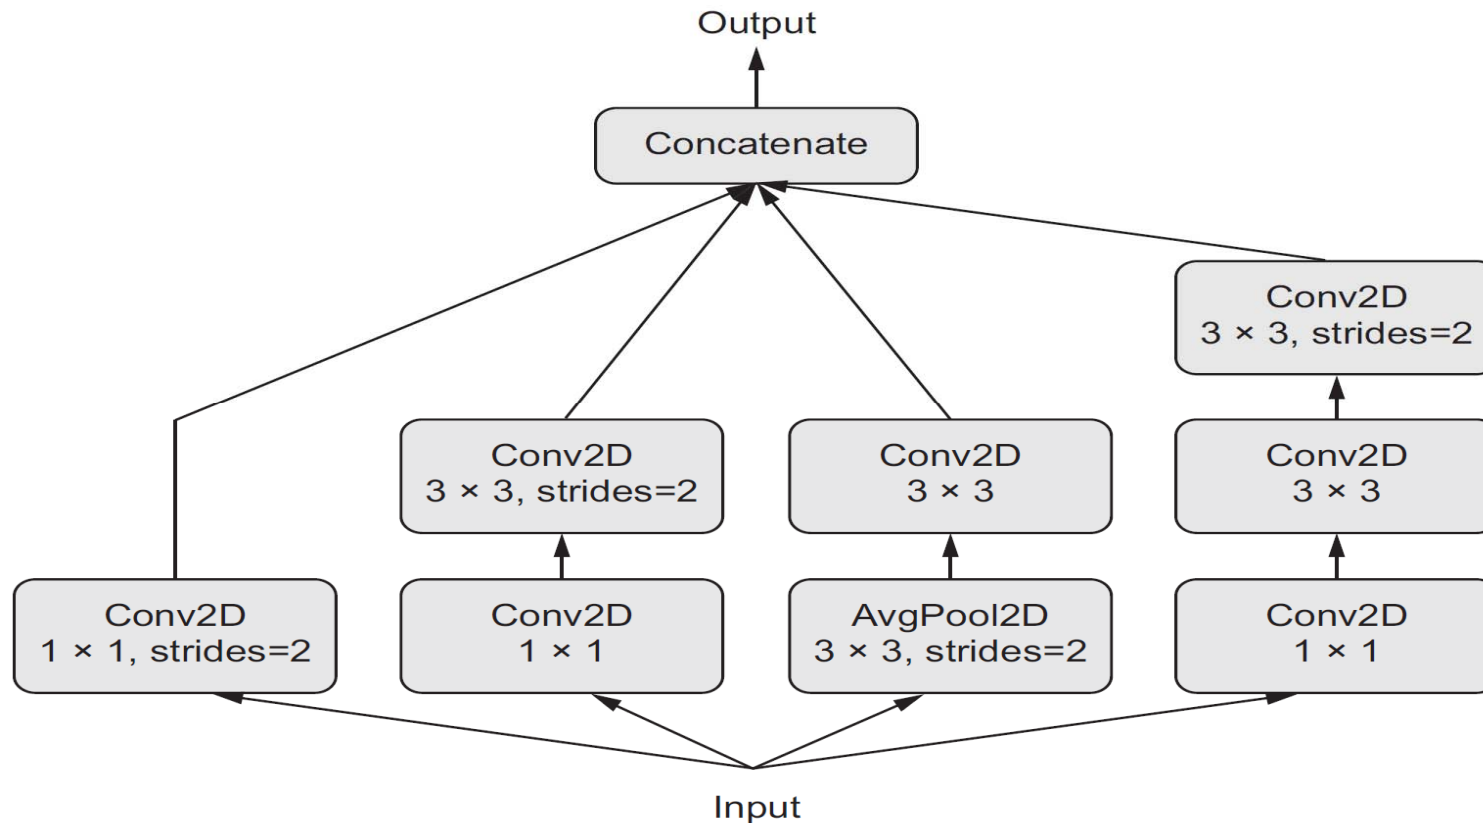 Output
Concatenate
Conv2D
3 × 3, strides=2
Conv2D
3 × 3, strides=2
Conv2D
3 × 3
Conv2D
3 × 3
Conv2D
1 × 1, strides=2
Conv2D
1 × 1
AvgPool2D
3 × 3, strides=2
Conv2D
1 × 1
Input